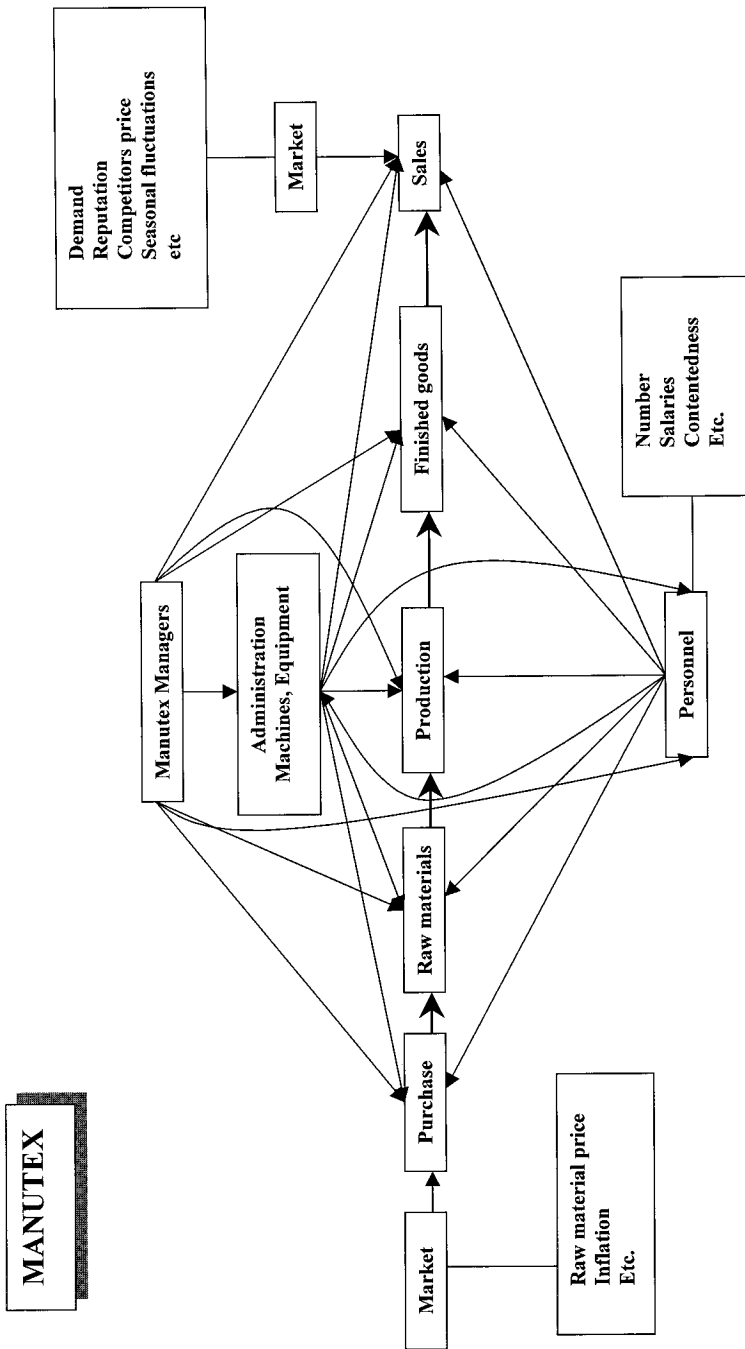 MANUTEX
Demand
Reputation
Competitors price
Seasonal fluctuations
etc
Market
Manutex Managers
Administration
Machines, Equipment
Market
Purchase
Raw materials
Production
Finished goods
Sales
Raw material price
Inflation
Etc.
Personnel
Number
Salaries
Contentedness
Etc.